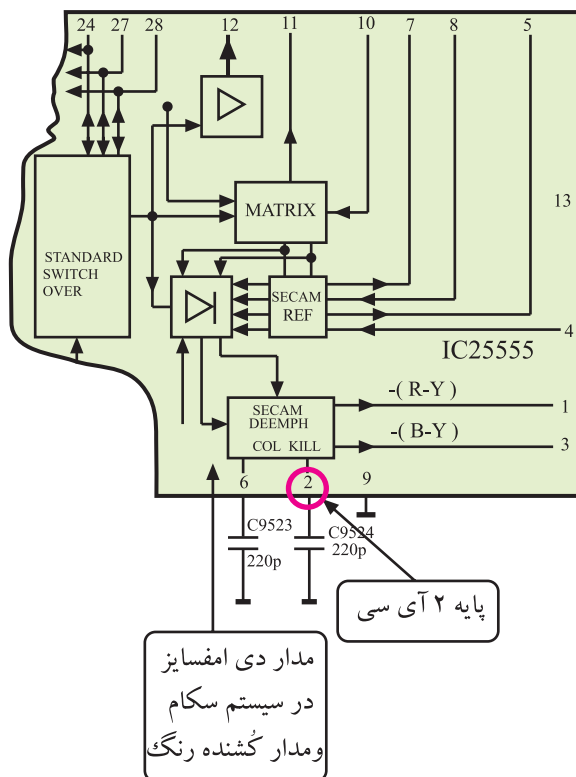 24 27 28 12 11 10 7 8 5
MATRIX
13
STANDARD
SWITCH
OVER
SECAM
REF
4
IC25555
SECAM
DEEMPH
COL KILL
-( R-Y )
1
-( B-Y )
3
6 2 9
C9523
220p
C9524
220p
پایه ۲ آی سی
مدار دی امفسایز
در سیستم سکام
ومدار کُشنده رنگ